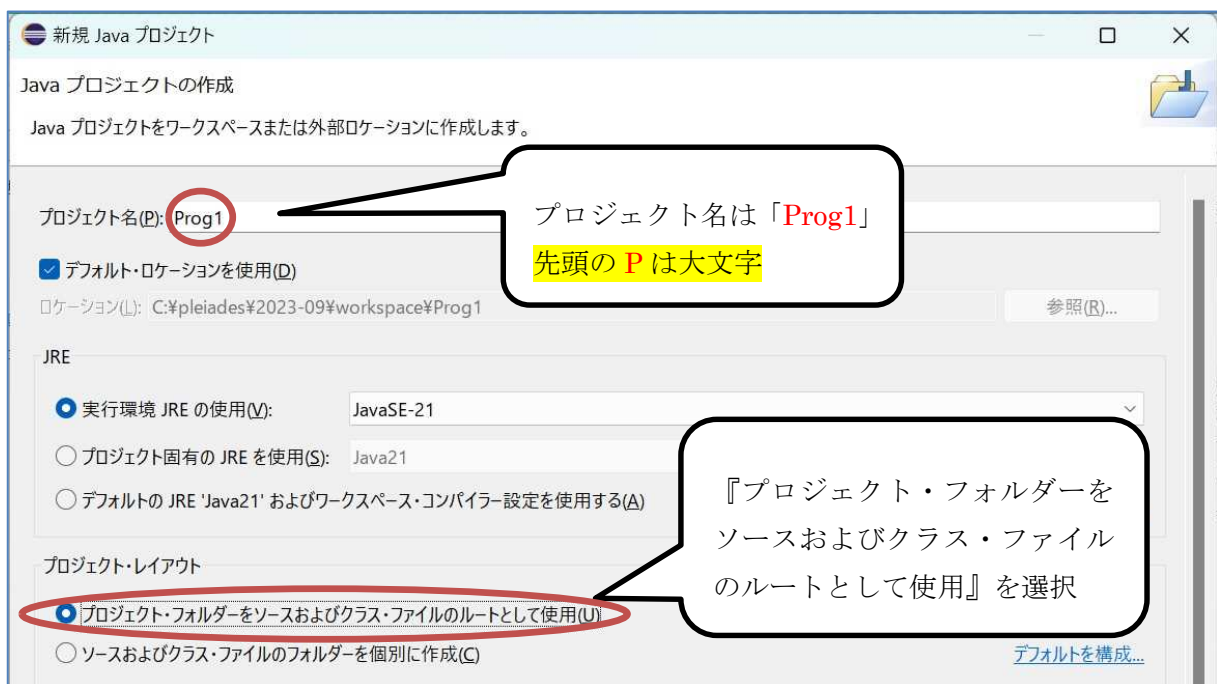 新規 Java プロジェクト
Java プロジェクトの作成
Java プロジェクトをワークスペースまたは外部ロケーションに作成します。
プロジェクト名(P): Prog1
プロジェクト名は「Prog1」
先頭の P は大文字
デフォルト・ロケーションを使用(D)
ロケーション(L): C:¥pleiades¥2023-09¥workspace¥Prog1
参照(R)...
JRE
実行環境 JRE の使用(V): JavaSE-21
プロジェクト固有の JRE を使用(S): Java21
デフォルトの JRE 'Java21' およびワークスペース・コンパイラー設定を使用する(A)
『プロジェクト・フォルダーを
ソースおよびクラス・ファイル
のルートとして使用』を選択
プロジェクト・レイアウト
プロジェクト・フォルダーをソースおよびクラス・ファイルのルートとして使用(U)
ソースおよびクラス・ファイルのフォルダーを個別に作成(C)
デフォルトを構成...